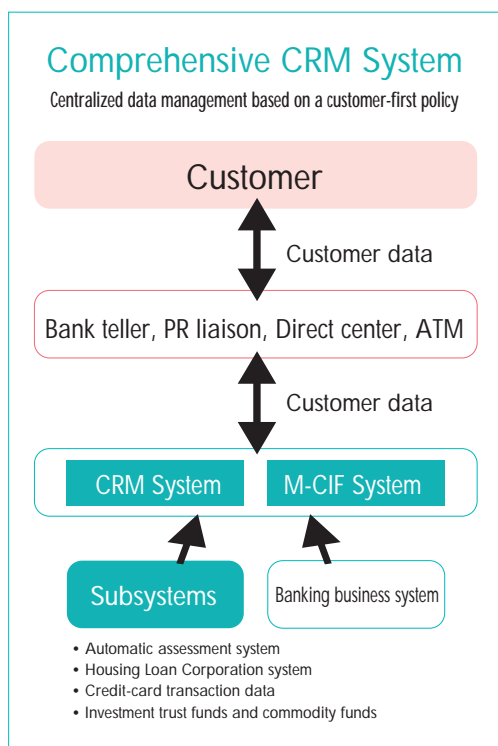 Comprehensive CRM System
Centralized data management based on a customer-first policy
Customer
Customer data
Bank teller, PR liaison, Direct center, ATM
Customer data
CRM System
M-CIF System
Subsystems
Banking business system
• Automatic assessment system
• Housing Loan Corporation system
• Credit-card transaction data
• Investment trust funds and commodity funds